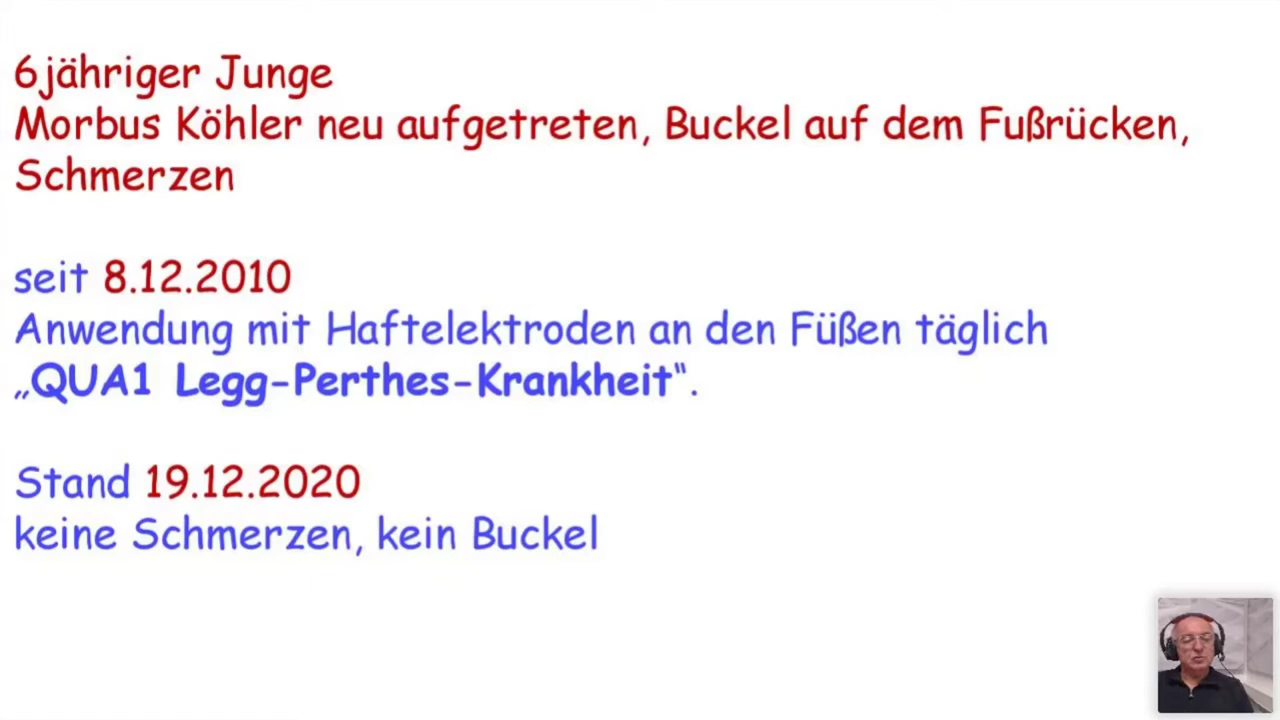 6jähriger Junge
Morbus Köhler neu aufgetreten, Buckel auf dem Fußrücken,
Schmerzen
seit 8.12.2010
Anwendung mit Haftelektroden an den Füßen täglich
„QUA1 Legg-Perthes-Krankheit“.
Stand 19.12.2020
keine Schmerzen, kein Buckel